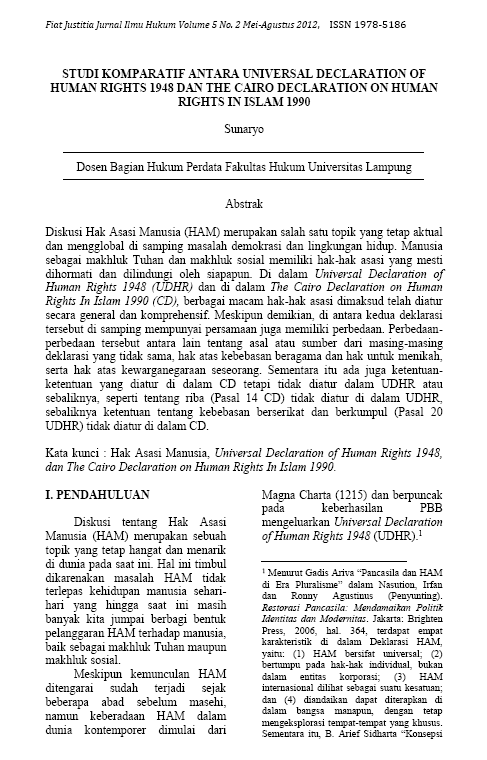 Fiat Justitia Jurnal Ilmu Hukum Volume 5 No. 2 Mei-Agustus 2012, ISSN 1978-5186
STUDI KOMPARATIF ANTARA UNIVERSAL DECLARATION OF
HUMAN RIGHTS 1948 DAN THE CAIRO DECLARATION ON HUMAN
RIGHTS IN ISLAM 1990
Sunaryo
Dosen Bagian Hukum Perdata Fakultas Hukum Universitas Lampung
Abstrak
Diskusi Hak Asasi Manusia (HAM) merupakan salah satu topik yang tetap aktual
dan mengglobal di samping masalah demokrasi dan lingkungan hidup. Manusia
sebagai makhluk Tuhan dan makhluk sosial memiliki hak-hak asasi yang mesti
dihormati dan dilindungi oleh siapapun. Di dalam Universal Declaration of
Human Rights 1948 (UDHR) dan di dalam The Cairo Declaration on Human
Rights In Islam 1990 (CD), berbagai macam hak-hak asasi dimaksud telah diatur
secara general dan komprehensif. Meskipun demikian, di antara kedua deklarasi
tersebut di samping mempunyai persamaan juga memiliki perbedaan. Perbedaan-
perbedaan tersebut antara lain tentang asal atau sumber dari masing-masing
deklarasi yang tidak sama, hak atas kebebasan beragama dan hak untuk menikah,
serta hak atas kewarganegaraan seseorang. Sementara itu ada juga ketentuan-
ketentuan yang diatur di dalam CD tetapi tidak diatur dalam UDHR atau
sebaliknya, seperti tentang riba (Pasal 14 CD) tidak diatur di dalam UDHR,
sebaliknya ketentuan tentang kebebasan berserikat dan berkumpul (Pasal 20
UDHR) tidak diatur di dalam CD.
Kata kunci : Hak Asasi Manusia, Universal Declaration of Human Rights 1948,
dan The Cairo Declaration on Human Rights In Islam 1990.
I. PENDAHULUAN
Diskusi tentang Hak Asasi
Manusia (HAM) merupakan sebuah
topik yang tetap hangat dan menarik
di dunia pada saat ini. Hal ini timbul
dikarenakan masalah HAM tidak
terlepas kehidupan manusia sehari-
hari yang hingga saat ini masih
banyak kita jumpai berbagi bentuk
pelanggaran HAM terhadap manusia,
baik sebagai makhluk Tuhan maupun
makhluk sosial.
Meskipun kemunculan HAM
ditengarai sudah terjadi sejak
beberapa abad sebelum masehi,
namun keberadaan HAM dalam
dunia kontemporer dimulai dari
Magna Charta (1215) dan berpuncak
pada keberhasilan PBB
mengeluarkan Universal Declaration
of Human Rights 1948 (UDHR).1
1 Menurut Gadis Ariva “Pancasila dan HAM
di Era Pluralisme” dalam Nasution, Irfan
dan Ronny Agustinus (Penyunting).
Restorasi Pancasila: Mendamaikan Politik
Identitas dan Modernitas. Jakarta: Brighten
Press, 2006, hal. 364, terdapat empat
karakteristik di dalam Deklarasi HAM,
yaitu: (1) HAM bersifat universal; (2)
bertumpu pada hak-hak individual, bukan
dalam entitas korporasi; (3) HAM
internasional dilihat sebagai suatu kesatuan;
dan (4) diandaikan dapat diterapkan di
dalam bangsa manapun, dengan tetap
mengeksplorasi tempat-tempat yang khusus.
Sementara itu, B. Arief Sidharta “Konsepsi